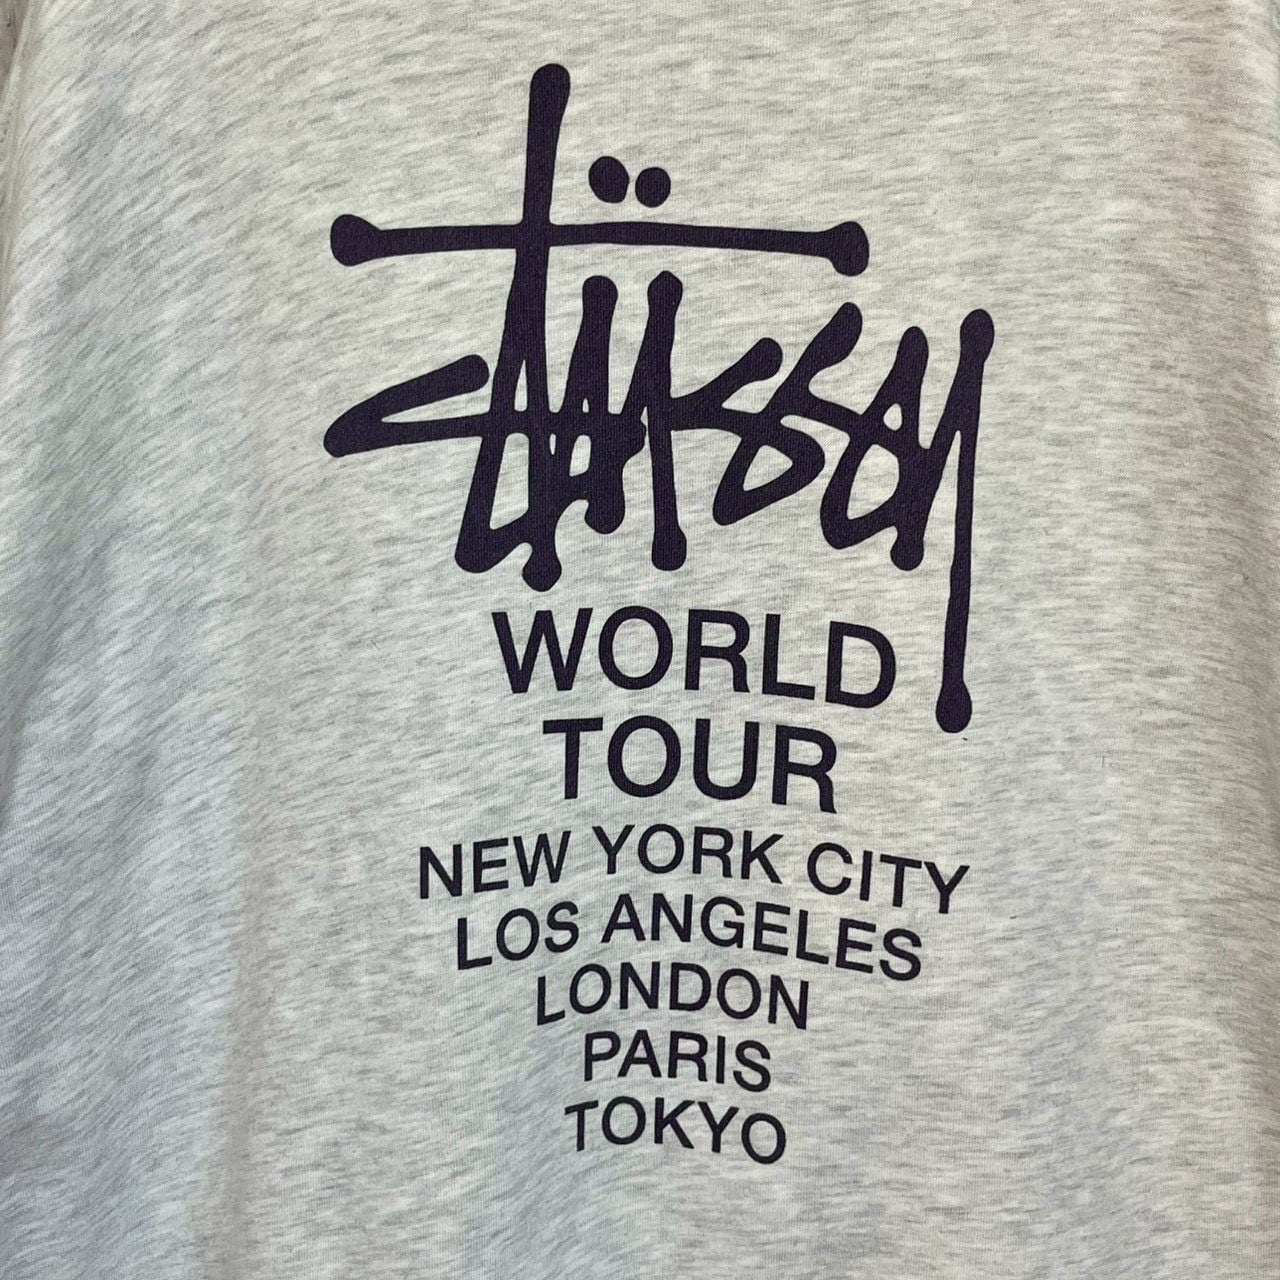 Stüssy
WORLD
TOUR
NEW YORK CITY
LOS ANGELES
LONDON
PARIS
TOKYO